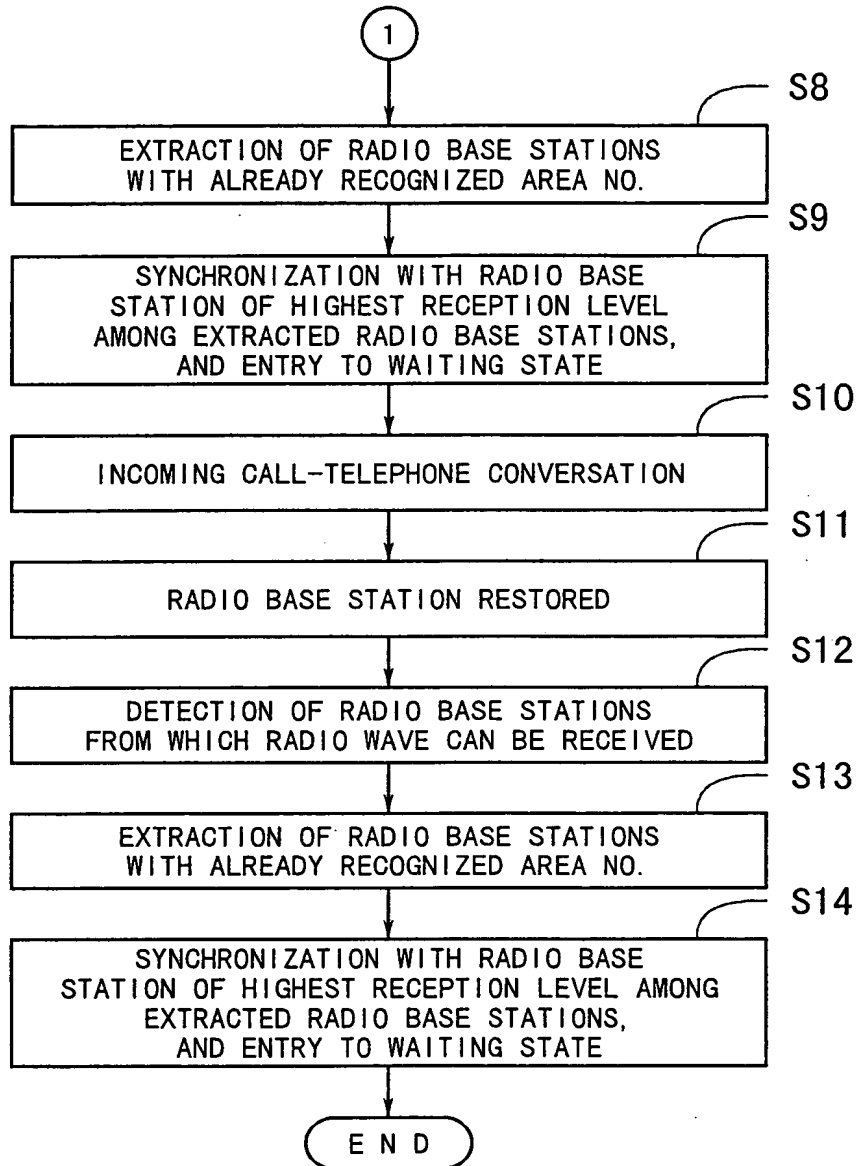 1
S8
EXTRACTION OF RADIO BASE STATIONS
WITH ALREADY RECOGNIZED AREA NO.
S9
SYNCHRONIZATION WITH RADIO BASE
STATION OF HIGHEST RECEPTION LEVEL
AMONG EXTRACTED RADIO BASE STATIONS,
AND ENTRY TO WAITING STATE
S10
INCOMING CALL-TELEPHONE CONVERSATION
S11
RADIO BASE STATION RESTORED
S12
DETECTION OF RADIO BASE STATIONS
FROM WHICH RADIO WAVE CAN BE RECEIVED
S13
EXTRACTION OF RADIO BASE STATIONS
WITH ALREADY RECOGNIZED AREA NO.
S14
SYNCHRONIZATION WITH RADIO BASE
STATION OF HIGHEST RECEPTION LEVEL AMONG
EXTRACTED RADIO BASE STATIONS,
AND ENTRY TO WAITING STATE
END